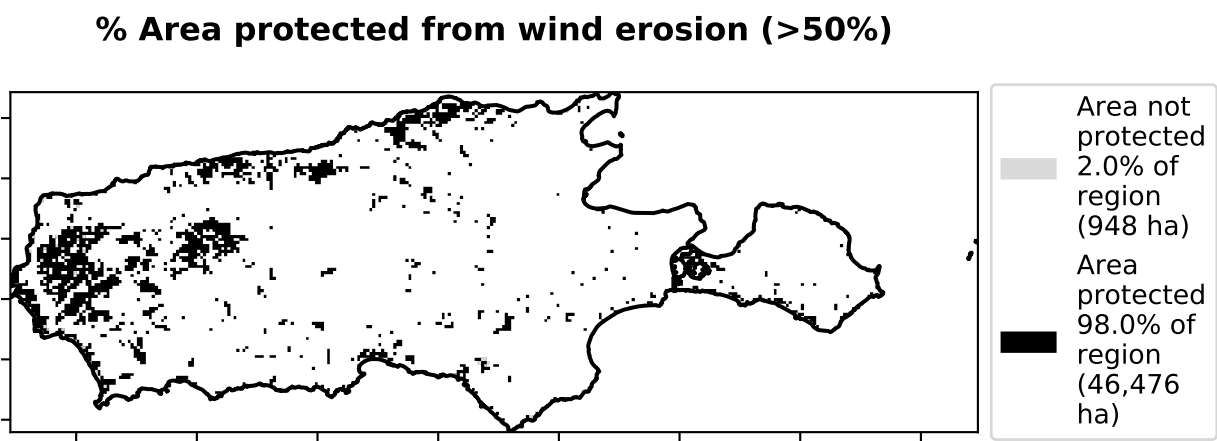 % Area protected from wind erosion (>50%)
Area not
protected
2.0% of
region
(948 ha)
Area
protected
98.0% of
region
(46,476
ha)